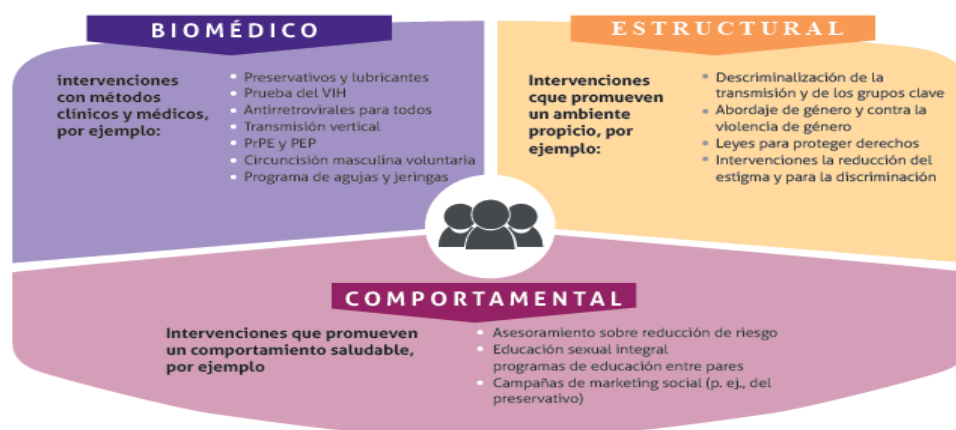 BIOMÉDICO
intervenciones
con métodos
clínicos y médicos,
por ejemplo:
• Preservativos y lubricantes
• Prueba del VIH
• Antirretrovirales para todos
• Transmisión vertical
• PrPE y PEP
• Circuncisión masculina voluntaria
• Programa de agujas y jeringas
ESTRUCTURAL
Intervenciones
cque promueven
un ambiente
propicio, por
ejemplo:
• Descriminalización de la
transmisión y de los grupos clave
• Abordaje de género y contra la
violencia de género
• Leyes para proteger derechos
• Intervenciones la reducción del
estigma y para la discriminación
COMPORTAMENTAL
Intervenciones que promueven
un comportamiento saludable,
por ejemplo
• Asesoramiento sobre reducción de riesgo
• Educación sexual integral
programas de educación entre pares
• Campañas de marketing social (p. ej., del
preservativo)